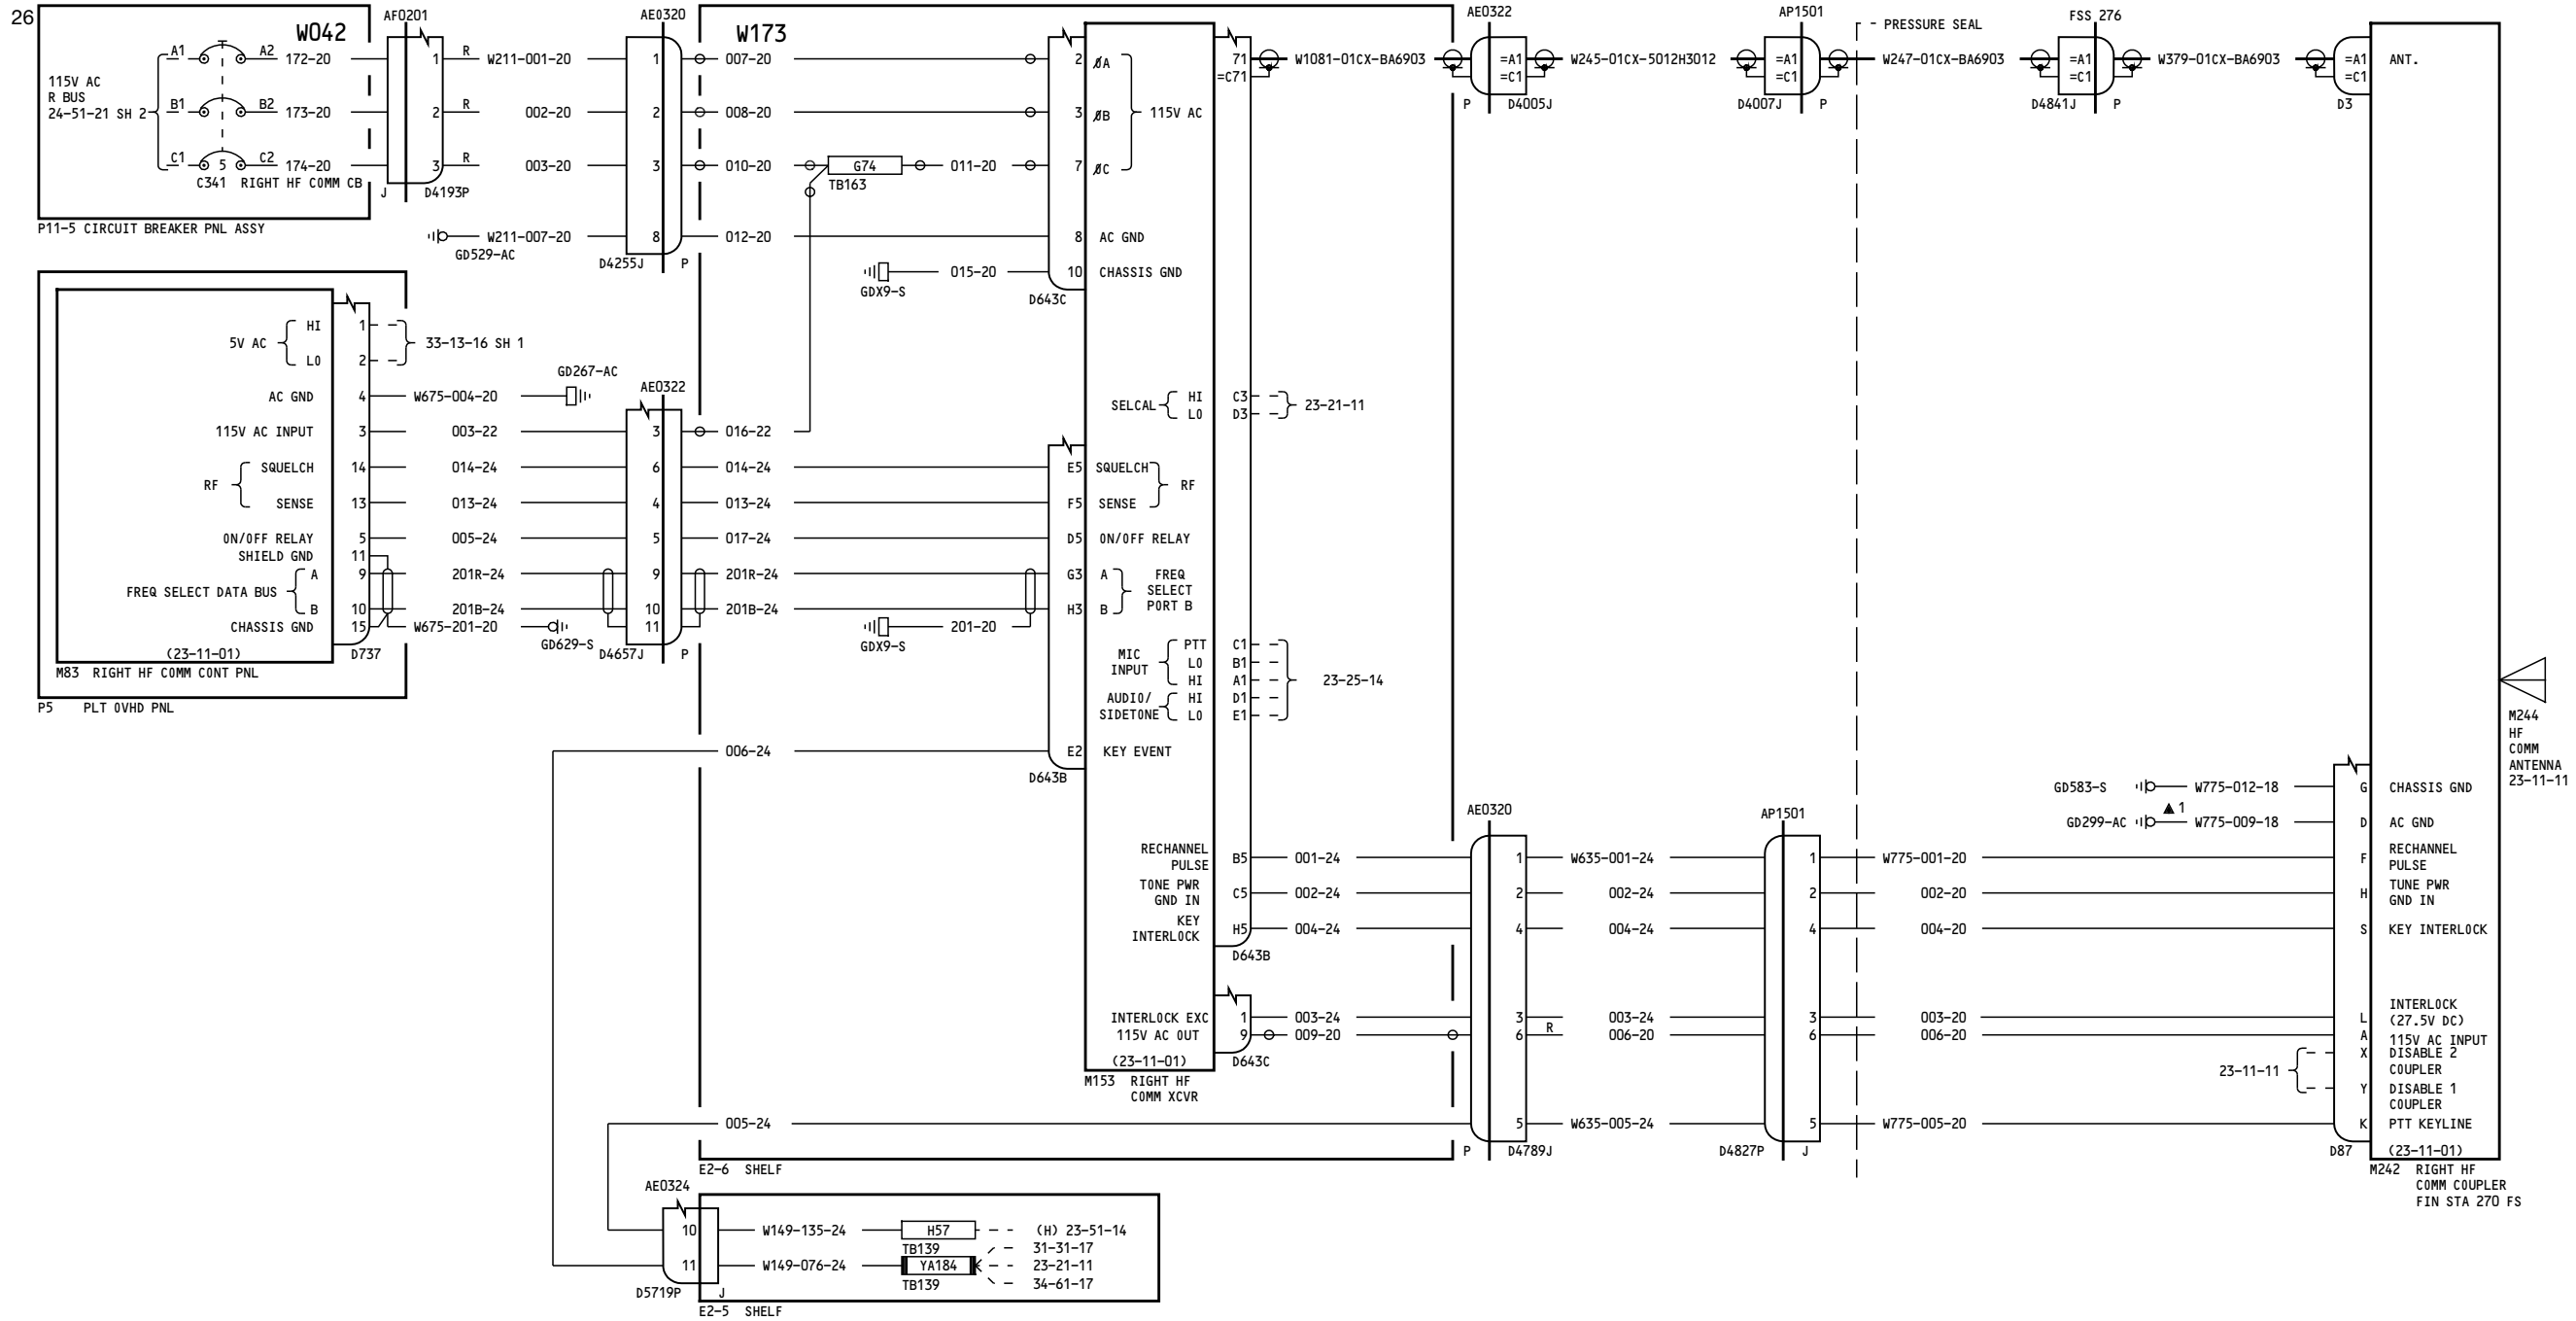 26
W042
AF0201
AE0320
W173
AE0322
AP1501
PRESSURE SEAL
FSS 276
115V AC
R BUS
24-51-21 SH 2
A1 A2 172-20
B1 B2 173-20
C1 5 C2 174-20
C341 RIGHT HF COMM CB
P11-5 CIRCUIT BREAKER PNL ASSY
1 R W211-001-20 1 007-20 2 ØA
2 R 002-20 2 008-20 3 ØB 115V AC
3 R 003-20 3 010-20 G74 011-20 7 ØC
TB163
J D4193P
W211-007-20 8 012-20 8 AC GND
GD529-AC
D4255J P
GDX9-S 015-20 10 CHASSIS GND
D643C
71 W1081-01CX-BA6903 =A1 W245-01CX-5012H3012 =A1 W247-01CX-BA6903 =A1 W379-01CX-BA6903 =A1 ANT.
=C71 =C1 =C1 =C1 =C1
P D4005J D4007J P D4841J P D3
5V AC HI 1 33-13-16 SH 1
LO 2
AC GND 4 W675-004-20 GD267-AC
AE0322
115V AC INPUT 3 003-22 3 016-22
RF SQUELCH 14 014-24 6 014-24 E5 SQUELCH RF
SENSE 13 013-24 4 013-24 F5 SENSE
ON/OFF RELAY 5 005-24 5 017-24 D5 ON/OFF RELAY
SHIELD GND 11
FREQ SELECT DATA BUS A 9 201R-24 9 201R-24 G3 A FREQ
SELECT
B 10 201B-24 10 201B-24 H3 B PORT B
CHASSIS GND 15 W675-201-20 GD629-S 11 GDX9-S 201-20
(23-11-01) D737 D4657J P
M83 RIGHT HF COMM CONT PNL
P5 PLT OVHD PNL
SELCAL HI C3 23-21-11
LO D3
MIC
INPUT PTT C1
LO B1
HI A1 23-25-14
AUDIO/
SIDETONE HI D1
LO E1
006-24 E2 KEY EVENT
D643B
M244
HF
COMM
ANTENNA
23-11-11
GD583-S W775-012-18 G CHASSIS GND
▲ 1
GD299-AC W775-009-18 D AC GND
AE0320 AP1501
RECHANNEL
PULSE B5 001-24 1 W635-001-24 1 W775-001-20 F RECHANNEL
PULSE
TONE PWR
GND IN C5 002-24 2 002-24 2 002-20 H TUNE PWR
GND IN
KEY
INTERLOCK H5 004-24 4 004-24 4 004-20 S KEY INTERLOCK
D643B
INTERLOCK EXC 1 003-24 3 003-24 3 003-20 L INTERLOCK
(27.5V DC)
115V AC OUT 9 009-20 6 R 006-20 6 006-20 A 115V AC INPUT
(23-11-01) D643C
M153 RIGHT HF
COMM XCVR
23-11-11 X DISABLE 2
COUPLER
Y DISABLE 1
COUPLER
005-24 5 W635-005-24 5 W775-005-20 K PTT KEYLINE
P D4789J D4827P J D87 (23-11-01)
M242 RIGHT HF
COMM COUPLER
FIN STA 270 FS
E2-6 SHELF
AE0324
10 W149-135-24 H57 (H) 23-51-14
TB139 31-31-17
11 W149-076-24 YA184 23-21-11
TB139 34-61-17
D5719P J
E2-5 SHELF